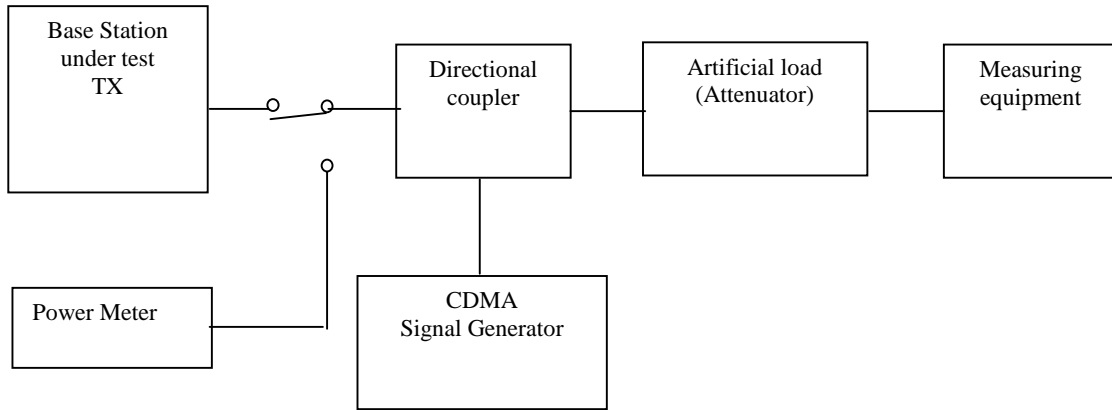 Base Station
under test
TX
Directional
coupler
Artificial load
(Attenuator)
Measuring
equipment
Power Meter
CDMA
Signal Generator